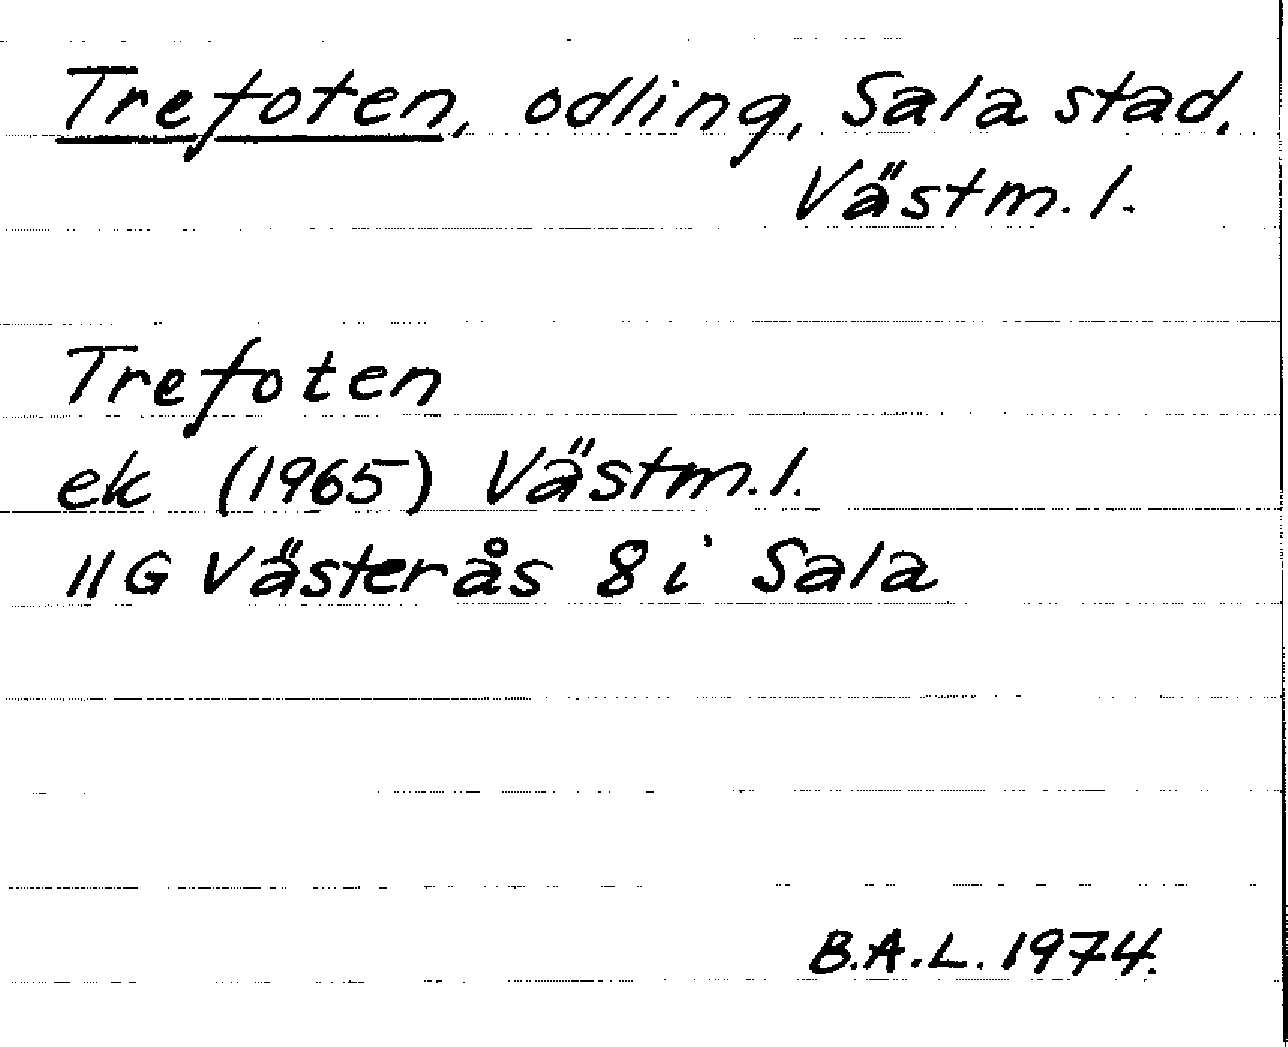 Trefoten, odling, Sala stad.
Västm. l.
Trefoten
ek (1965) Västm. l.
11G Västerås 8 i Sala
B.A.L. 1974.